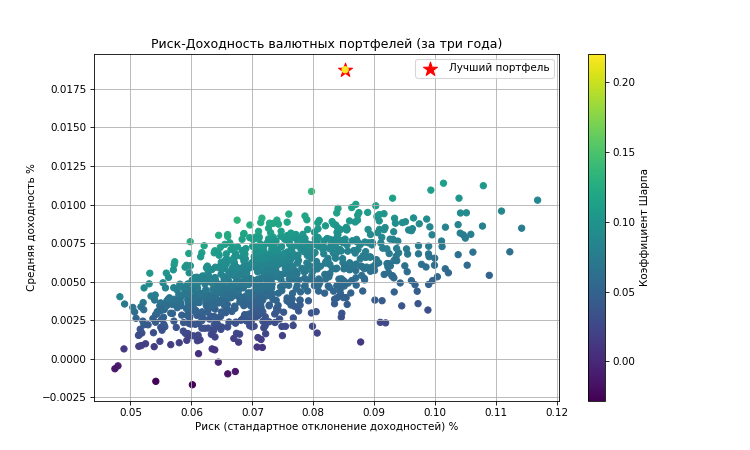 Риск-Доходность валютных портфелей (за три года)
Лучший портфель
Средняя доходность %
0.0175
0.0150
0.0125
0.0100
0.0075
0.0050
0.0025
0.0000
−0.0025
0.05 0.06 0.07 0.08 0.09 0.10 0.11 0.12
Риск (стандартное отклонение доходностей) %
0.20
0.15
0.10
0.05
0.00
Коэффициент Шарпа